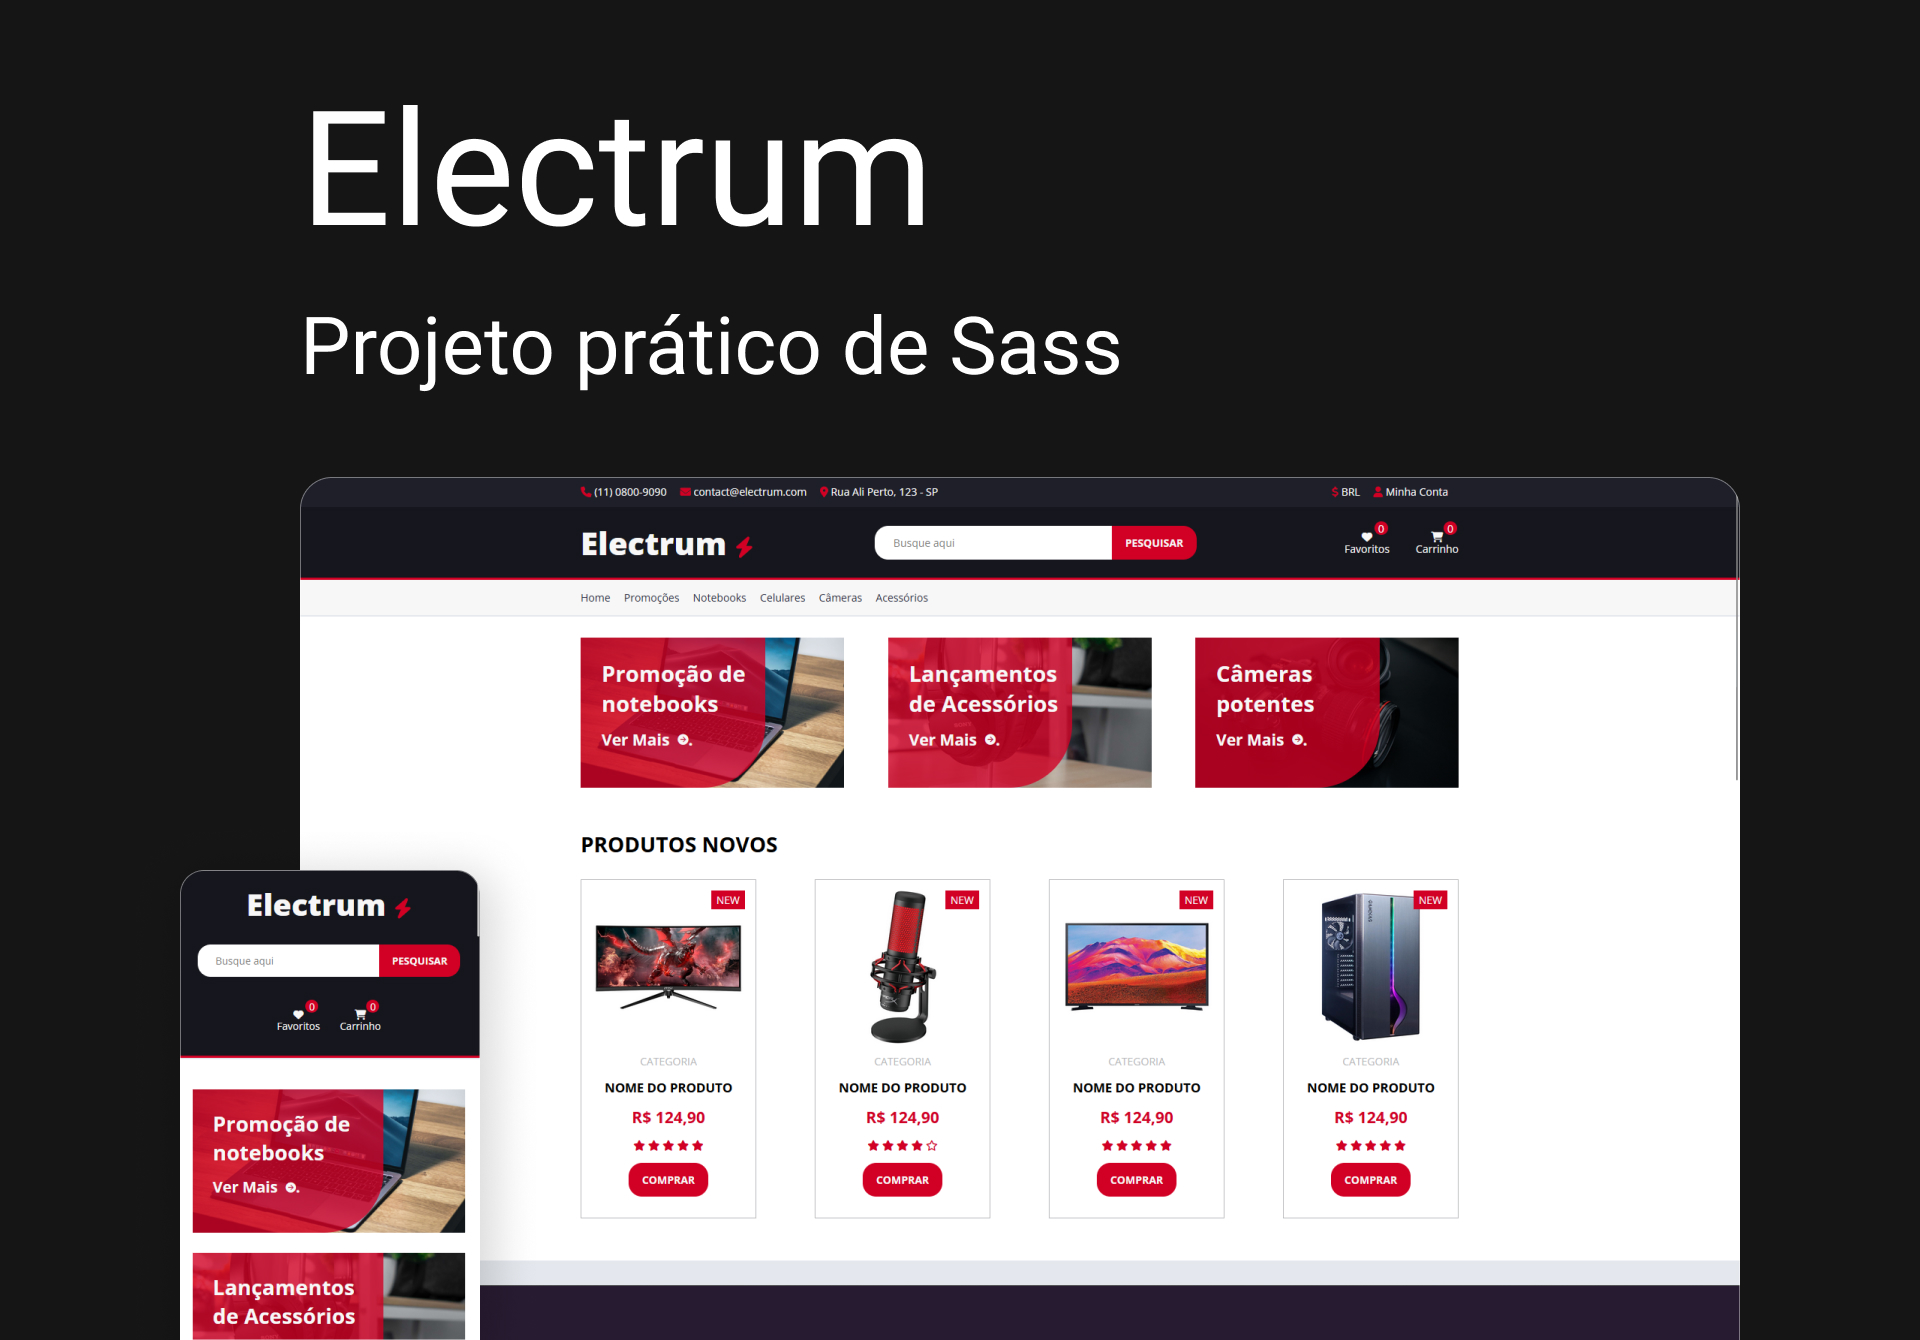 Electrum
Projeto prático de Sass
(11) 0800-9090 contact@electrum.com Rua Ali Perto, 123 - SP $ BRL Minha Conta
Electrum Busque aqui PESQUISAR 0 Favoritos 0 Carrinho
Home Promoções Notebooks Celulares Câmeras Acessórios
Promoção de
notebooks
Ver Mais .
Lançamentos
de Acessórios
Ver Mais .
Câmeras
potentes
Ver Mais .
PRODUTOS NOVOS
NEW
CATEGORIA
NOME DO PRODUTO
R$ 124,90
COMPRAR
NEW
CATEGORIA
NOME DO PRODUTO
R$ 124,90
COMPRAR
NEW
CATEGORIA
NOME DO PRODUTO
R$ 124,90
COMPRAR
NEW
CATEGORIA
NOME DO PRODUTO
R$ 124,90
COMPRAR
Electrum
Busque aqui PESQUISAR
0 0
Favoritos Carrinho
Promoção de
notebooks
Ver Mais .
Lançamentos
de Acessórios